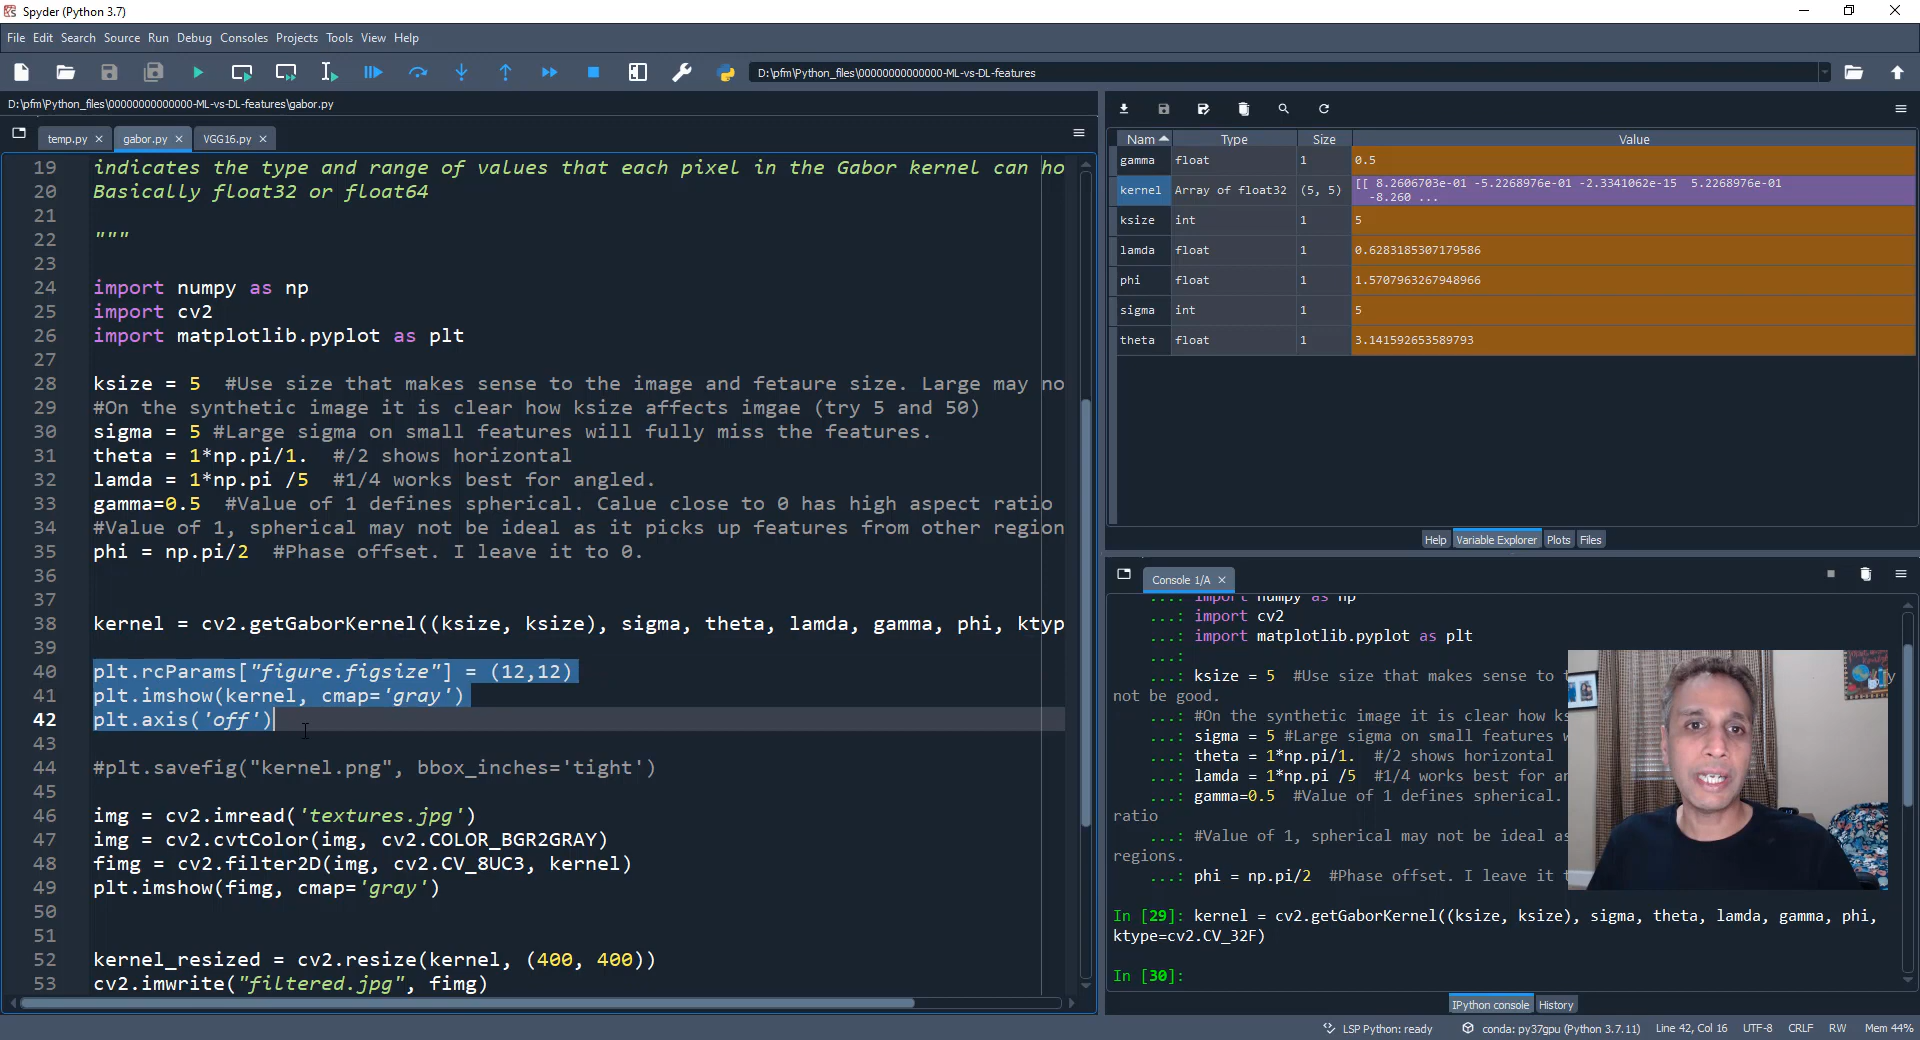 Spyder (Python 3.7)
File Edit Search Source Run Debug Consoles Projects Tools View Help
D:\pfm\Python_files\00000000000000-ML-vs-DL-features
D:\pfm\Python_files\00000000000000-ML-vs-DL-features\gabor.py
temp.py gabor.py VGG16.py
19 indicates the type and range of values that each pixel in the Gabor kernel can ho
20 Basically float32 or float64
21
22 """
23
24 import numpy as np
25 import cv2
26 import matplotlib.pyplot as plt
27
28 ksize = 5  #Use size that makes sense to the image and fetaure size. Large may no
29 #On the synthetic image it is clear how ksize affects imgae (try 5 and 50)
30 sigma = 5 #Large sigma on small features will fully miss the features.
31 theta = 1*np.pi/1.  #/2 shows horizontal
32 lamda = 1*np.pi /5  #1/4 works best for angled.
33 gamma=0.5  #Value of 1 defines spherical. Calue close to 0 has high aspect ratio
34 #Value of 1, spherical may not be ideal as it picks up features from other region
35 phi = np.pi/2  #Phase offset. I leave it to 0.
36
37
38 kernel = cv2.getGaborKernel((ksize, ksize), sigma, theta, lamda, gamma, phi, ktyp
39
40 plt.rcParams["figure.figsize"] = (12,12)
41 plt.imshow(kernel, cmap='gray')
42 plt.axis('off')
43
44 #plt.savefig("kernel.png", bbox_inches='tight')
45
46 img = cv2.imread('textures.jpg')
47 img = cv2.cvtColor(img, cv2.COLOR_BGR2GRAY)
48 fimg = cv2.filter2D(img, cv2.CV_8UC3, kernel)
49 plt.imshow(fimg, cmap='gray')
50
51
52 kernel_resized = cv2.resize(kernel, (400, 400))
53 cv2.imwrite("filtered.jpg", fimg)
Nam Type Size Value
gamma float 1 0.5
kernel Array of float32 (5, 5) [[ 8.2606703e-01 -5.2268976e-01 -2.3341062e-15  5.2268976e-01
-8.260 ...
ksize int 1 5
lamda float 1 0.6283185307179586
phi float 1 1.5707963267948966
sigma int 1 5
theta float 1 3.141592653589793
Help Variable Explorer Plots Files
Console 1/A
...: import numpy as np
...: import cv2
...: import matplotlib.pyplot as plt
...:
...: ksize = 5  #Use size that makes sense to t
not be good.
...: #On the synthetic image it is clear how ks
...: sigma = 5 #Large sigma on small features w
...: theta = 1*np.pi/1.  #/2 shows horizontal
...: lamda = 1*np.pi /5  #1/4 works best for an
...: gamma=0.5  #Value of 1 defines spherical.
ratio
...: #Value of 1, spherical may not be ideal as
regions.
...: phi = np.pi/2  #Phase offset. I leave it t
In [29]: kernel = cv2.getGaborKernel((ksize, ksize), sigma, theta, lamda, gamma, phi,
ktype=cv2.CV_32F)
In [30]:
IPython console History
LSP Python: ready conda: py37gpu (Python 3.7.11) Line 42, Col 16 UTF-8 CRLF RW Mem 44%